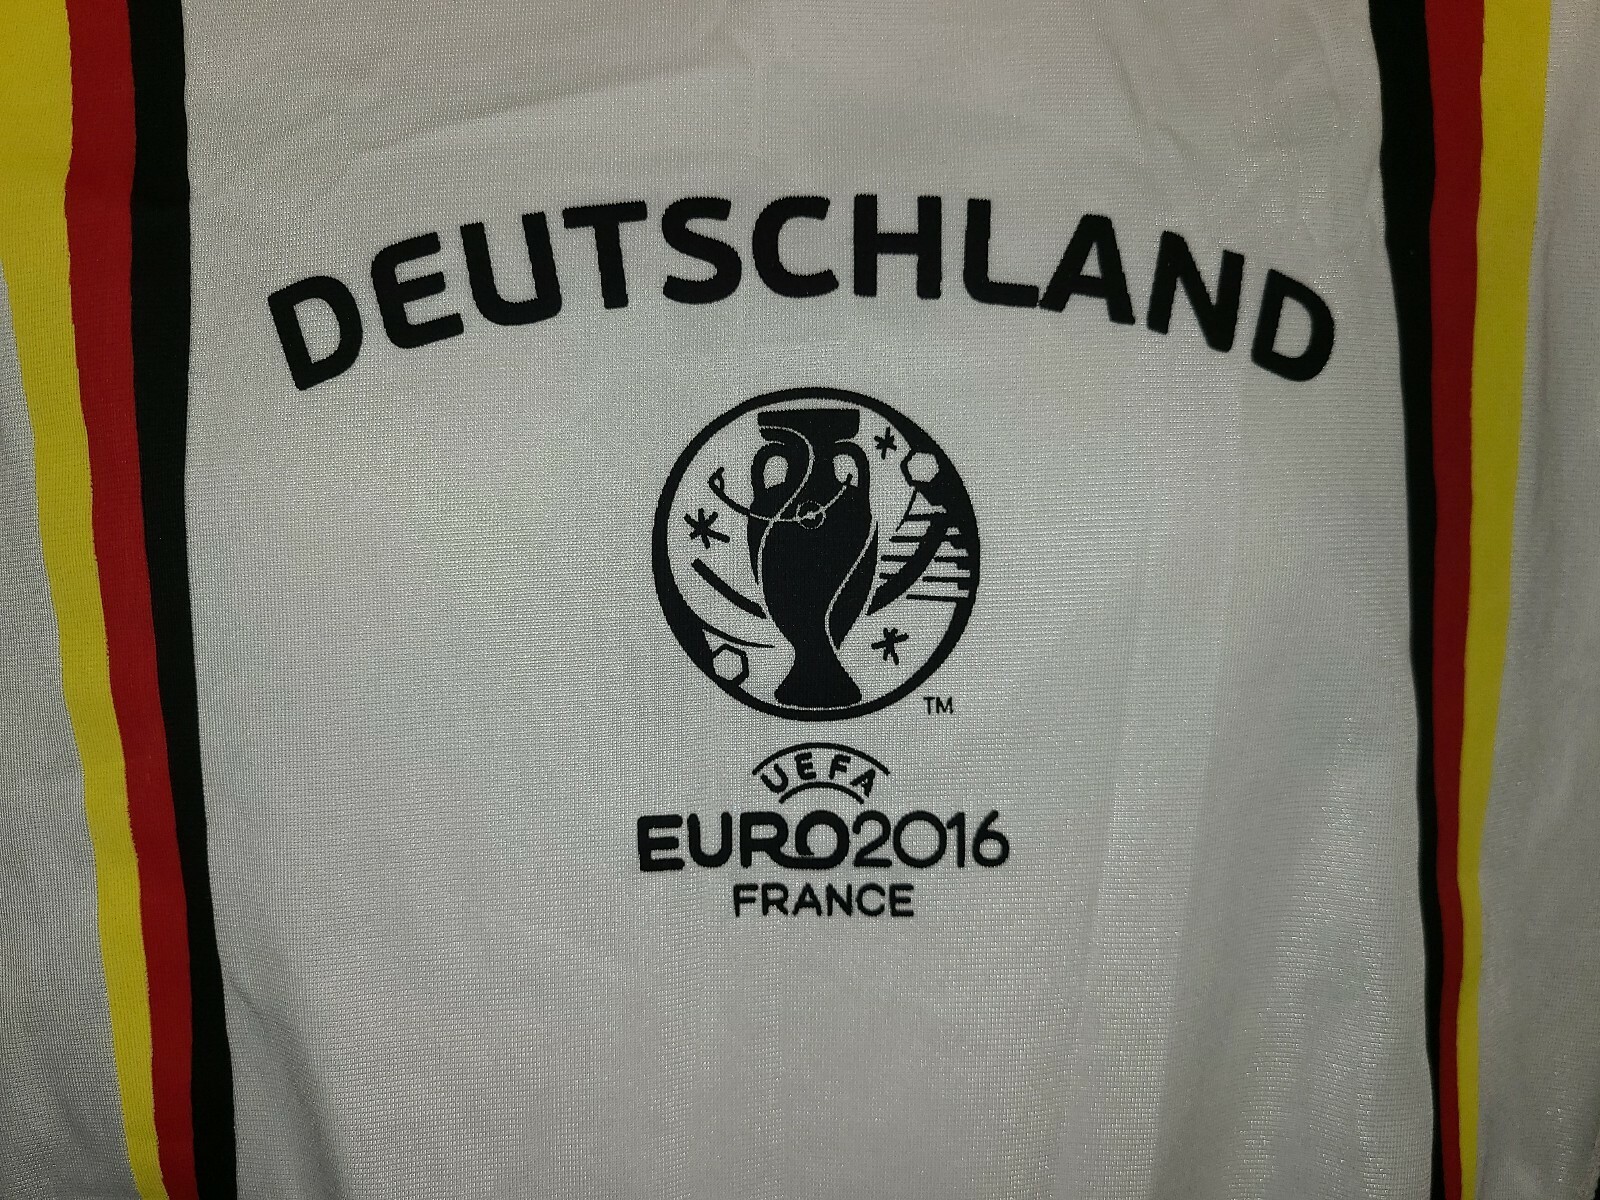 DEUTSCHLAND
TM
UEFA
EURO2016
FRANCE